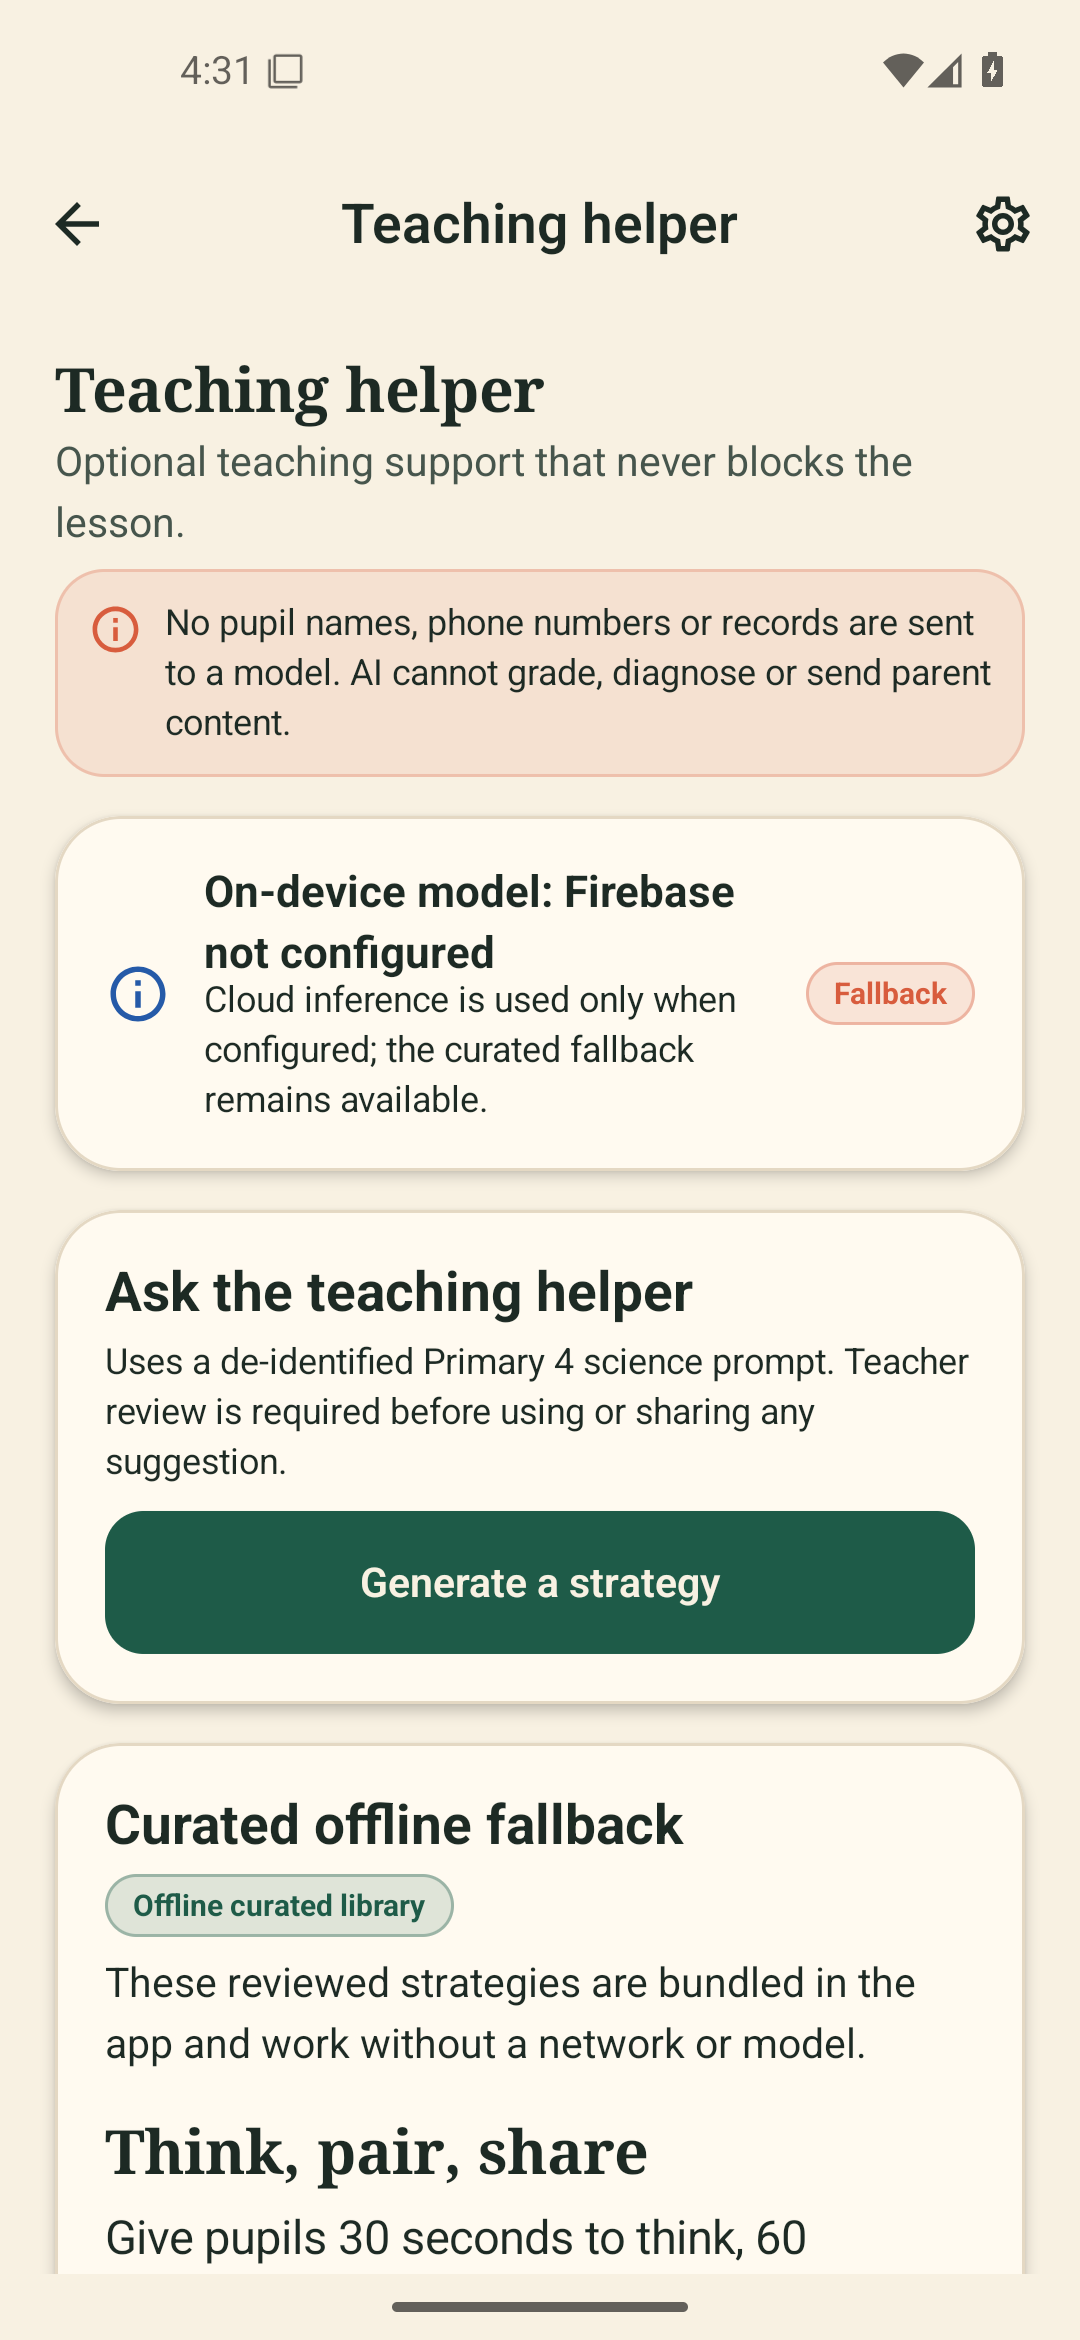 4:31
Teaching helper
Teaching helper
Optional teaching support that never blocks the
lesson.
No pupil names, phone numbers or records are sent
to a model. AI cannot grade, diagnose or send parent
content.
On-device model: Firebase
not configured
Cloud inference is used only when
configured; the curated fallback
remains available.
Fallback
Ask the teaching helper
Uses a de-identified Primary 4 science prompt. Teacher
review is required before using or sharing any
suggestion.
Generate a strategy
Curated offline fallback
Offline curated library
These reviewed strategies are bundled in the
app and work without a network or model.
Think, pair, share
Give pupils 30 seconds to think, 60